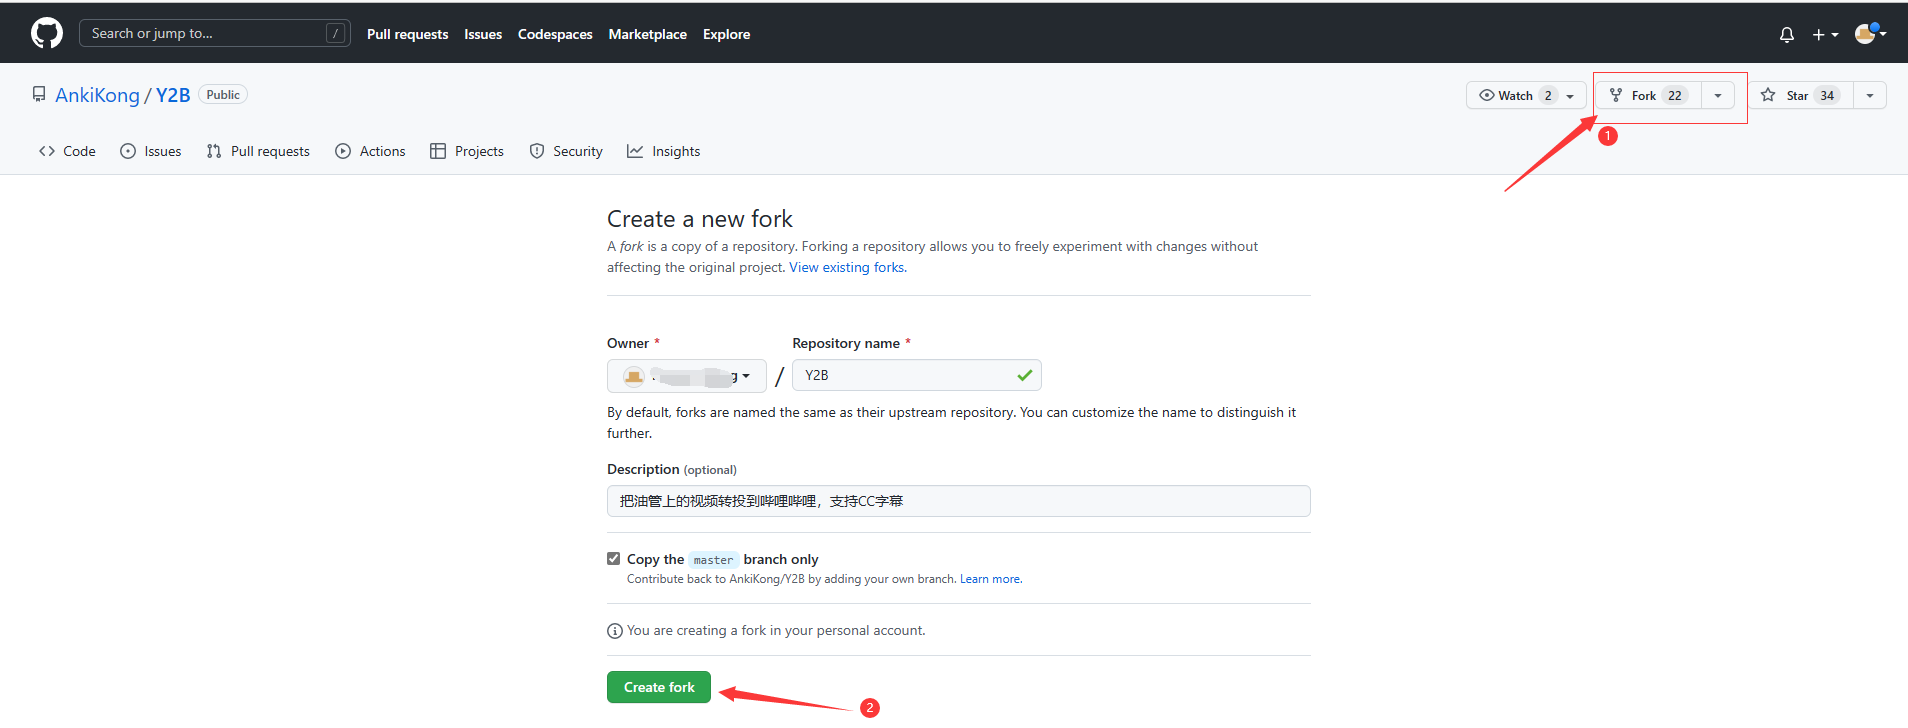 Search or jump to... / Pull requests Issues Codespaces Marketplace Explore
AnkiKong / Y2B Public Watch 2 Fork 22 Star 34
1
Code Issues Pull requests Actions Projects Security Insights
Create a new fork
A fork is a copy of a repository. Forking a repository allows you to freely experiment with changes without
affecting the original project. View existing forks.
Owner * Repository name *
g / Y2B
By default, forks are named the same as their upstream repository. You can customize the name to distinguish it
further.
Description (optional)
把油管上的视频转投到哔哩哔哩，支持CC字幕
Copy the master branch only
Contribute back to AnkiKong/Y2B by adding your own branch. Learn more.
You are creating a fork in your personal account.
Create fork
2